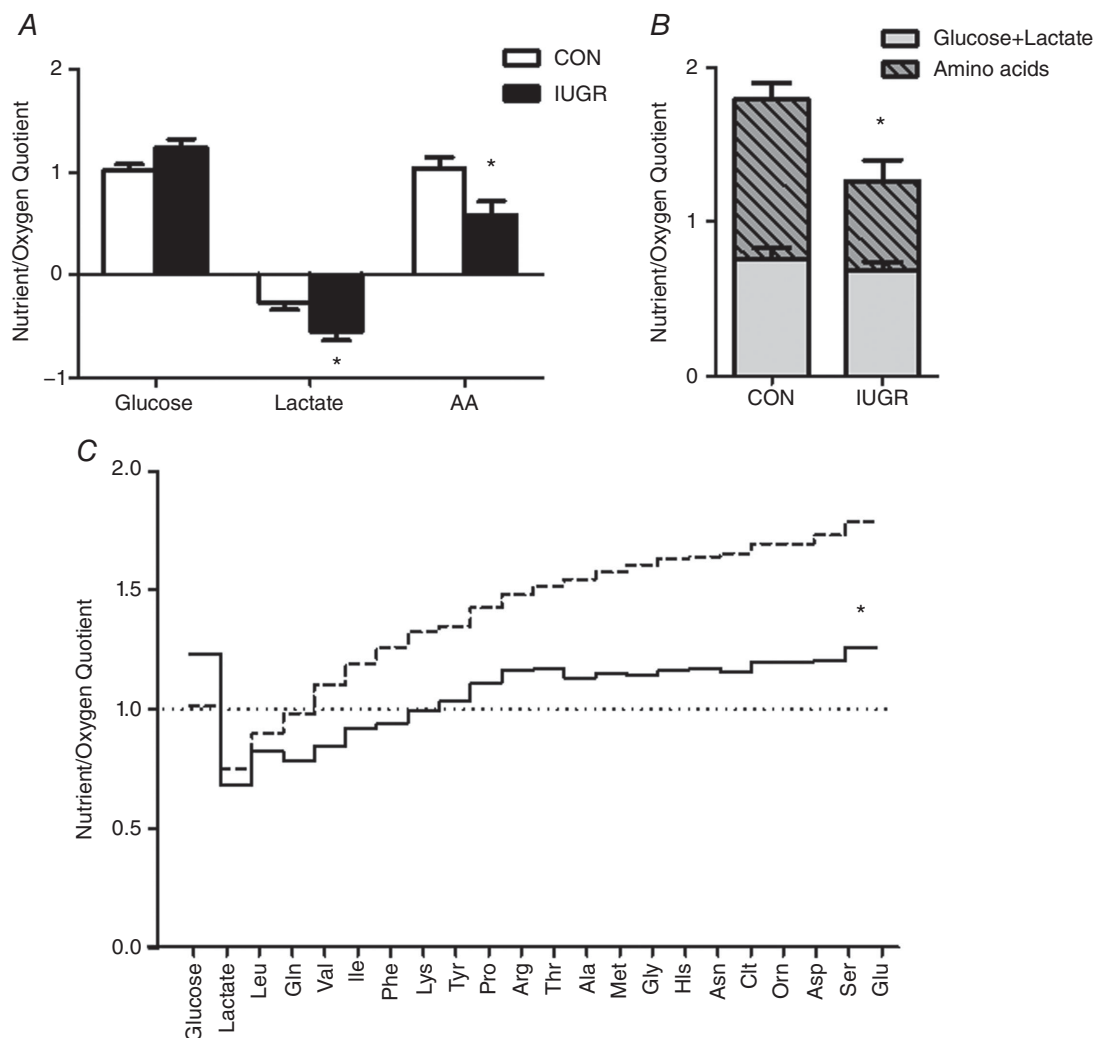 A
CON
IUGR
Nutrient/Oxygen Quotient
2
1
0
−1
*
*
Glucose Lactate AA
B
Glucose+Lactate
Amino acids
Nutrient/Oxygen Quotient
2
1
0
*
CON IUGR
C
Nutrient/Oxygen Quotient
2.0
1.5
1.0
0.5
0.0
*
Glucose
Lactate
Leu
Gln
Val
Ile
Phe
Lys
Tyr
Pro
Arg
Thr
Ala
Met
Gly
HIs
Asn
Clt
Orn
Asp
Ser
Glu